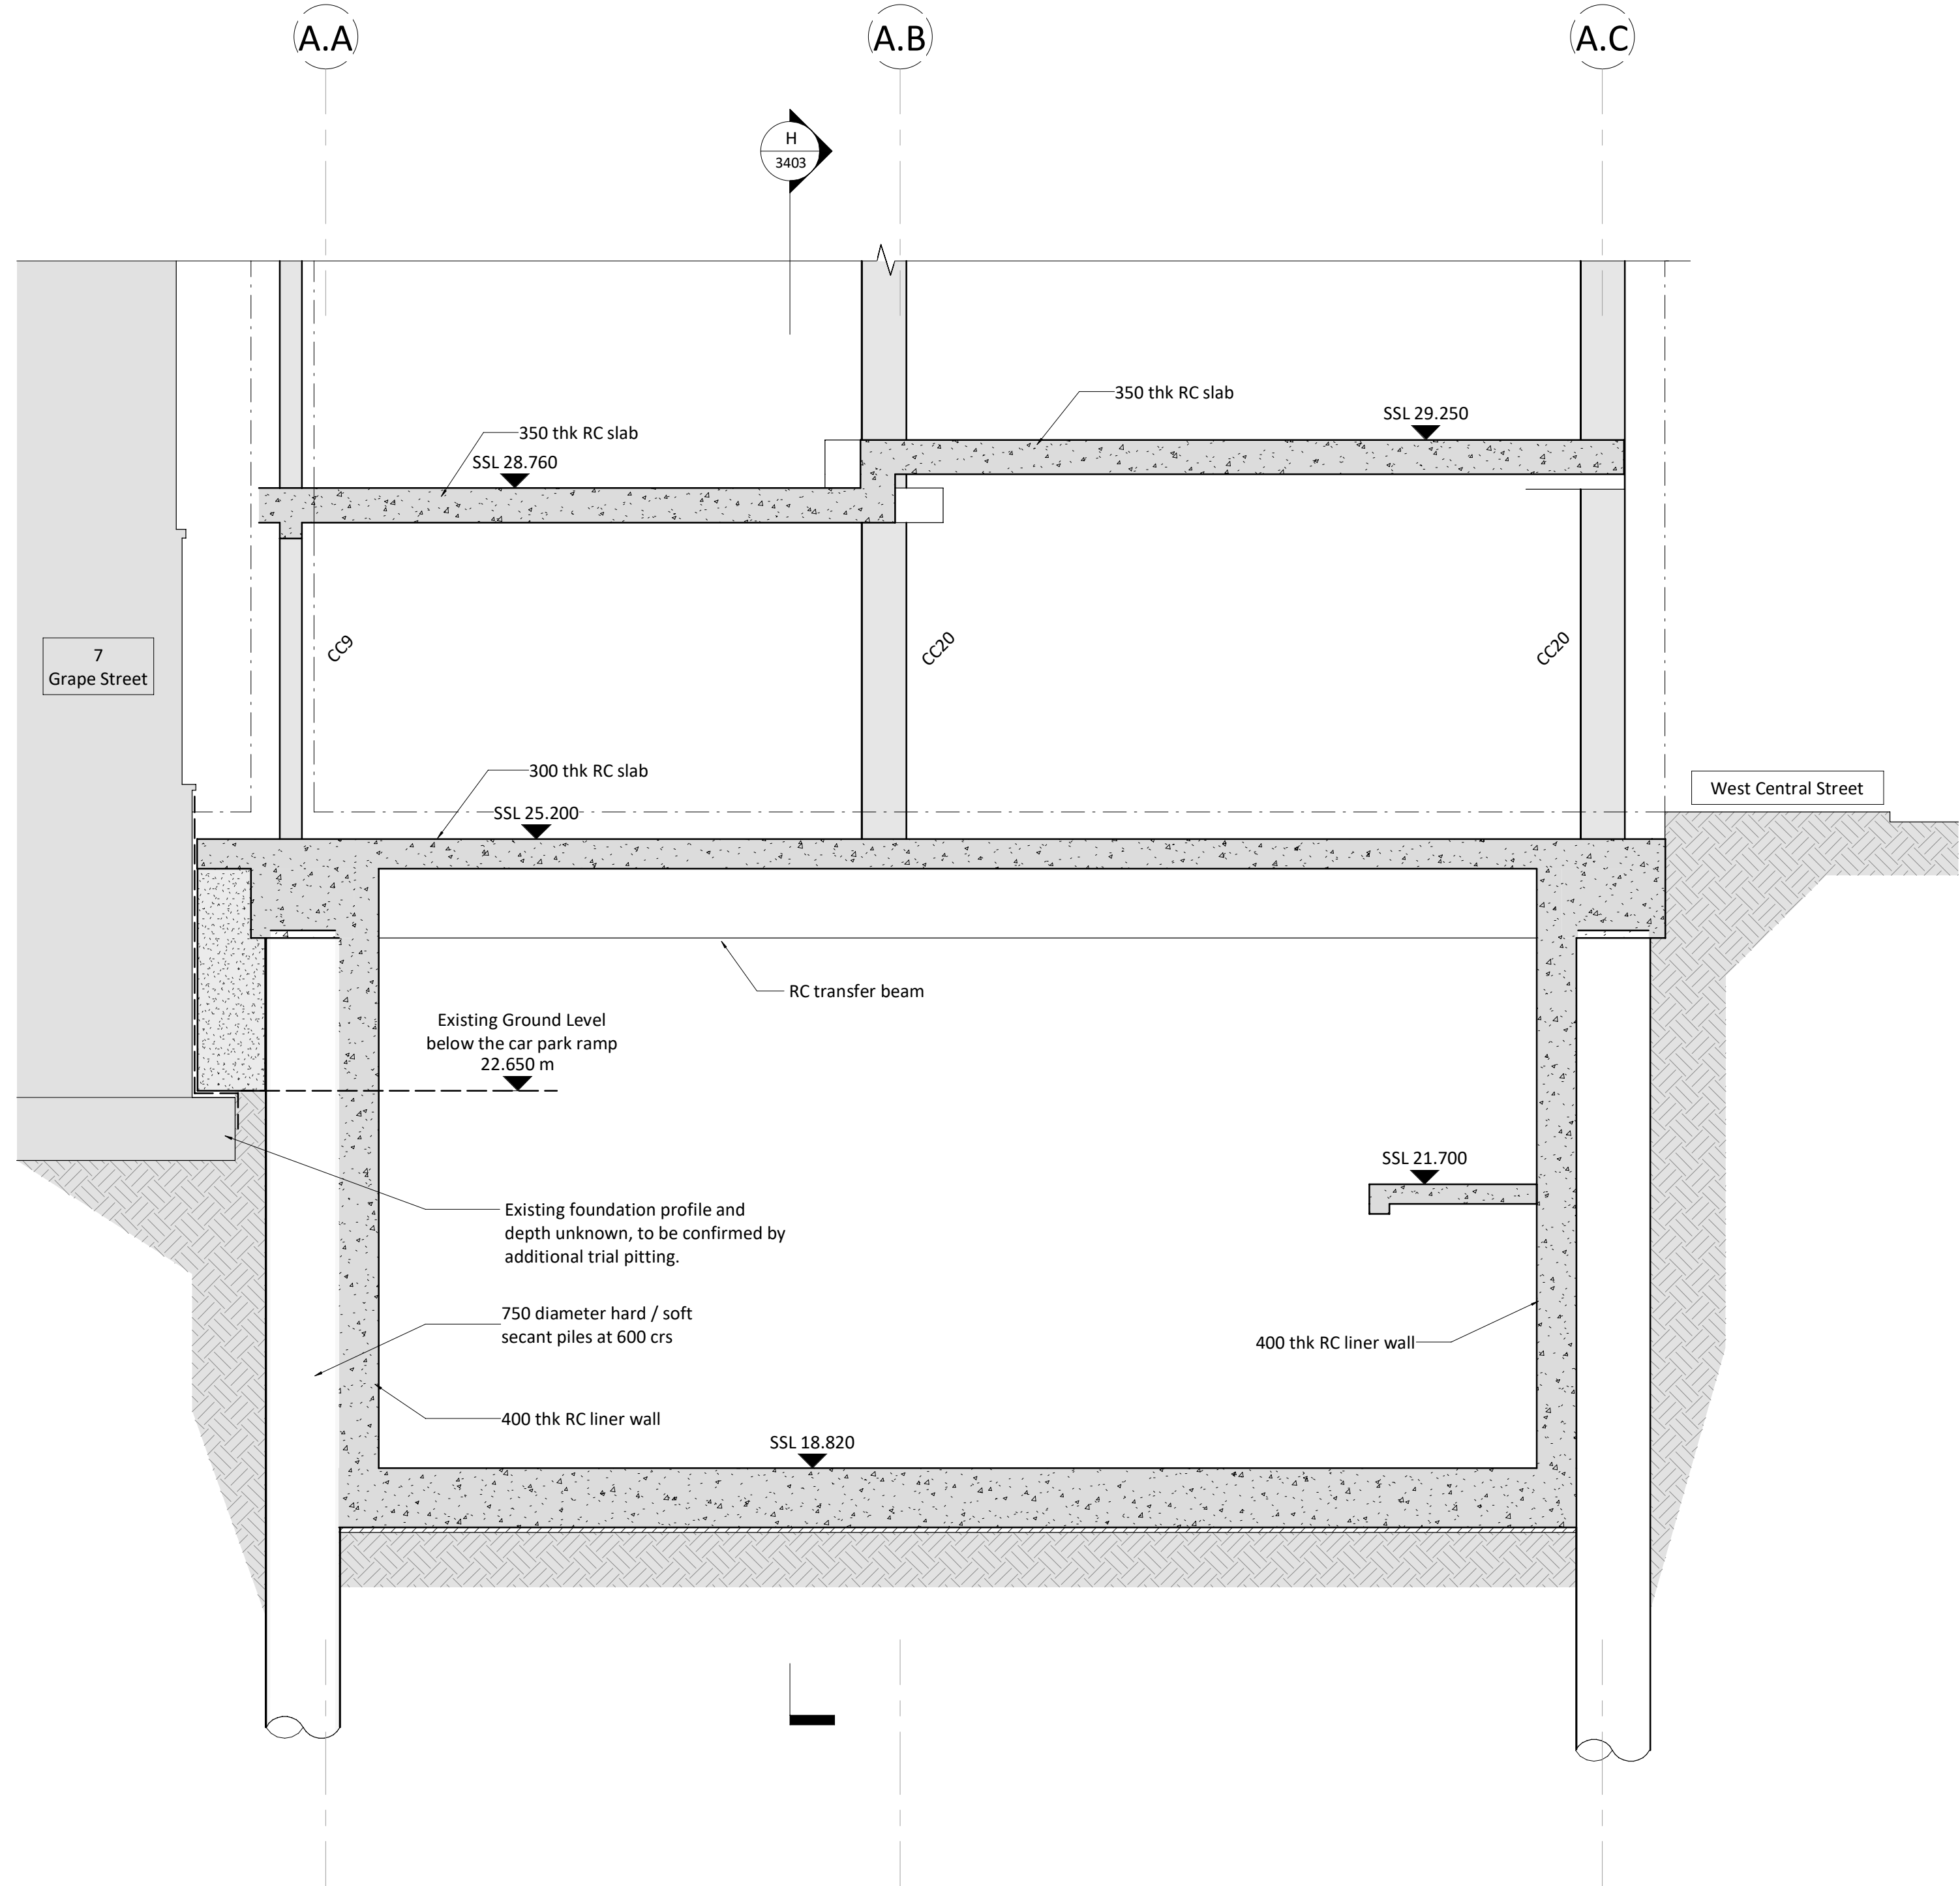 A.A
A.B
A.C
H
3403
350 thk RC slab
SSL 29.250
350 thk RC slab
SSL 28.760
7
Grape Street
CC9
CC20
CC20
300 thk RC slab
SSL 25.200
West Central Street
RC transfer beam
Existing Ground Level
below the car park ramp
22.650 m
SSL 21.700
Existing foundation profile and
depth unknown, to be confirmed by
additional trial pitting.
750 diameter hard / soft
secant piles at 600 crs
400 thk RC liner wall
400 thk RC liner wall
SSL 18.820